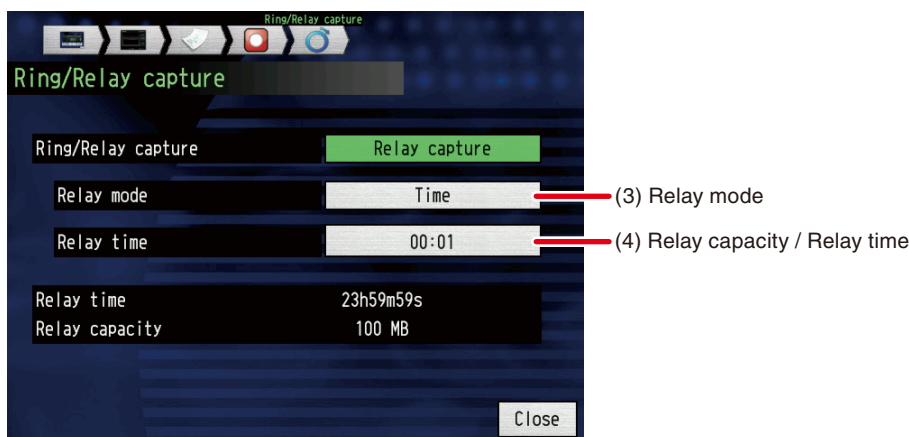 Ring/Relay capture
Ring/Relay capture
Ring/Relay capture Relay capture
Relay mode Time (3) Relay mode
Relay time 00:01 (4) Relay capacity / Relay time
Relay time 23h59m59s
Relay capacity 100 MB
Close